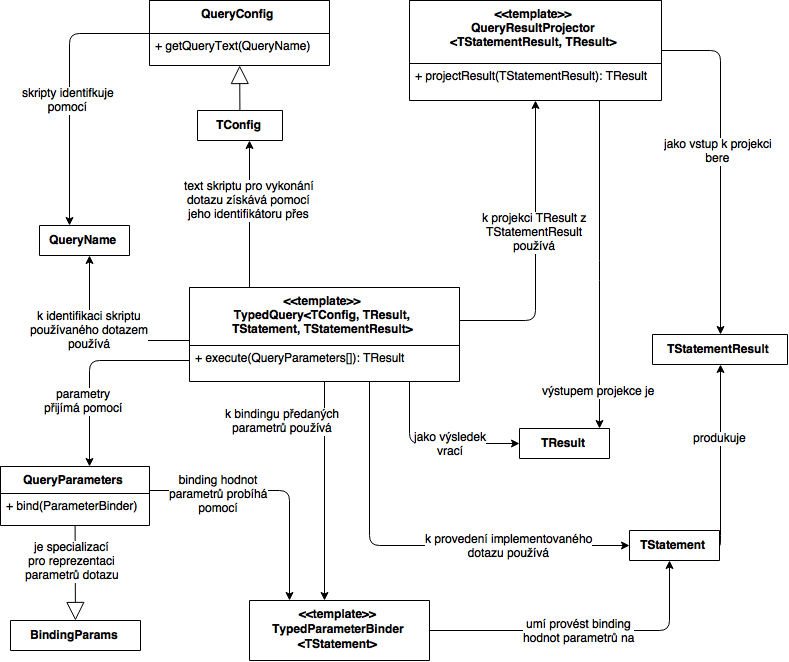 QueryConfig
+ getQueryText(QueryName)
<<template>>
QueryResultProjector
<TStatementResult, TResult>
+ projectResult(TStatementResult): TResult
skripty identifkuje
pomocí
TConfig
jako vstup k projekci
bere
text skriptu pro vykonání
dotazu získává pomocí
jeho identifikátoru přes
k projekci TResult z
TStatementResult
používá
QueryName
k identifikaci skriptu
používaného dotazem
používá
<<template>>
TypedQuery<TConfig, TResult,
TStatement, TStatementResult>
+ execute(QueryParameters[]): TResult
TStatementResult
parametry
přijímá pomocí
výstupem projekce je
k bindingu předaných
parametrů používá
jako výsledek
vrací
TResult
produkuje
QueryParameters
+ bind(ParameterBinder)
binding hodnot
parametrů probíhá
pomocí
k provedení implementovaného
dotazu používá
TStatement
je specializací
pro reprezentaci
parametrů dotazu
BindingParams
<<template>>
TypedParameterBinder
<TStatement>
umí provést binding
hodnot parametrů na